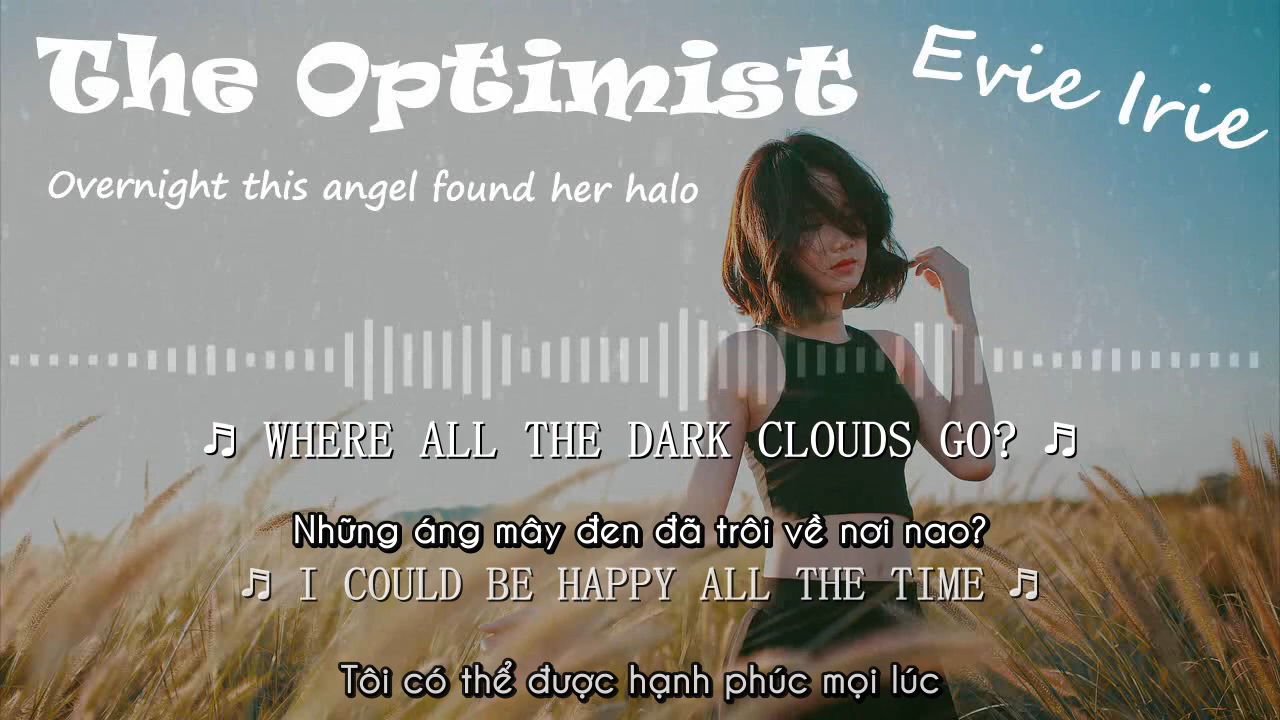 The Optimist Evie Irie
Overnight this angel found her halo
♬ WHERE ALL THE DARK CLOUDS GO? ♬
Những áng mây đen đã trôi về nơi nao?
♬ I COULD BE HAPPY ALL THE TIME ♬
Tôi có thể được hạnh phúc mọi lúc